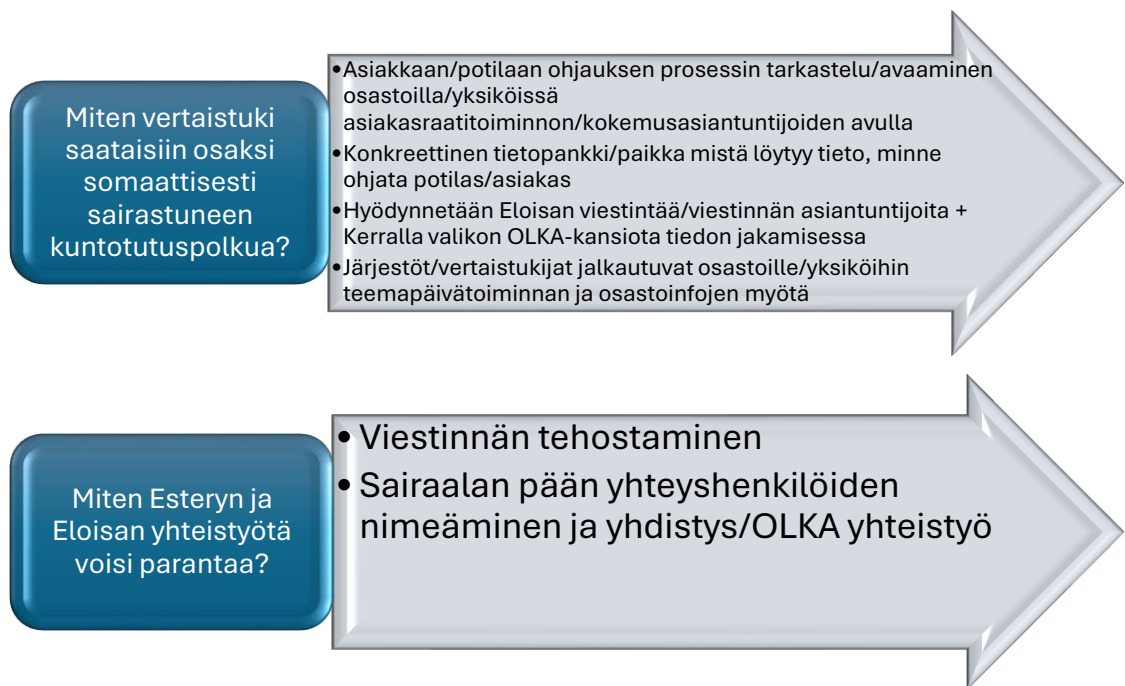 Miten vertaistuki
saataisiin osaksi
somaattisesti
sairastuneen
kuntotutuspolkua?
•Asiakkaan/potilaan ohjauksen prosessin tarkastelu/avaaminen
osastoilla/yksiköissä
asiakasraatitoiminnon/kokemusasiantuntijoiden avulla
•Konkreettinen tietopankki/paikka mistä löytyy tieto, minne
ohjata potilas/asiakas
•Hyödynnetään Eloisan viestintää/viestinnän asiantuntijoita +
Kerralla valikon OLKA-kansiota tiedon jakamisessa
•Järjestöt/vertaistukijat jalkautuvat osastoille/yksiköihin
teemapäivätoiminnan ja osastoinfojen myötä
Miten Esteryn ja
Eloisan yhteistyötä
voisi parantaa?
•Viestinnän tehostaminen
•Sairaalan pään yhteyshenkilöiden
nimeäminen ja yhdistys/OLKA yhteistyö